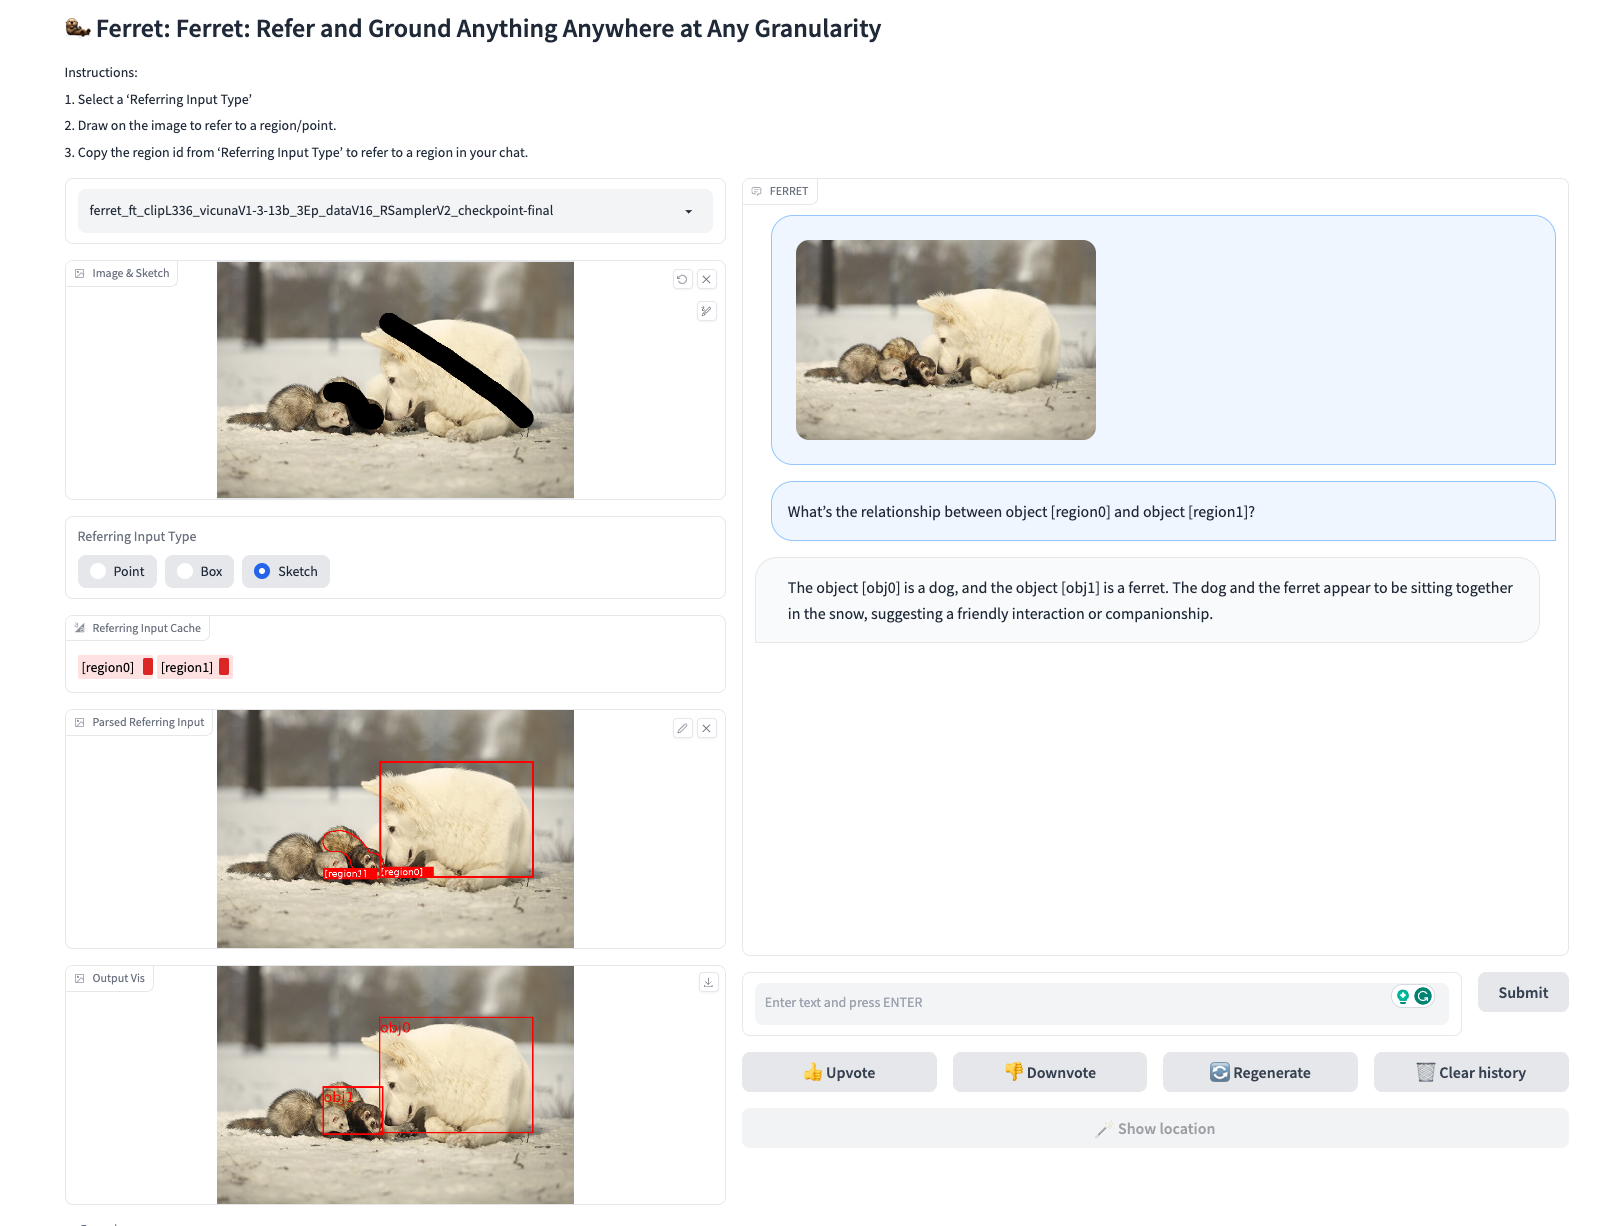 Ferret: Ferret: Refer and Ground Anything Anywhere at Any Granularity
Instructions:
1. Select a ‘Referring Input Type’
2. Draw on the image to refer to a region/point.
3. Copy the region id from ‘Referring Input Type’ to refer to a region in your chat.
ferret_ft_clipL336_vicunaV1-3-13b_3Ep_dataV16_RSamplerV2_checkpoint-final
Image & Sketch
Referring Input Type
Point
Box
Sketch
Referring Input Cache
[region0]
[region1]
Parsed Referring Input
[region1]
[region0]
Output Vis
obj0
obj1
FERRET
What’s the relationship between object [region0] and object [region1]?
The object [obj0] is a dog, and the object [obj1] is a ferret. The dog and the ferret appear to be sitting together
in the snow, suggesting a friendly interaction or companionship.
Enter text and press ENTER
Submit
Upvote
Downvote
Regenerate
Clear history
Show location